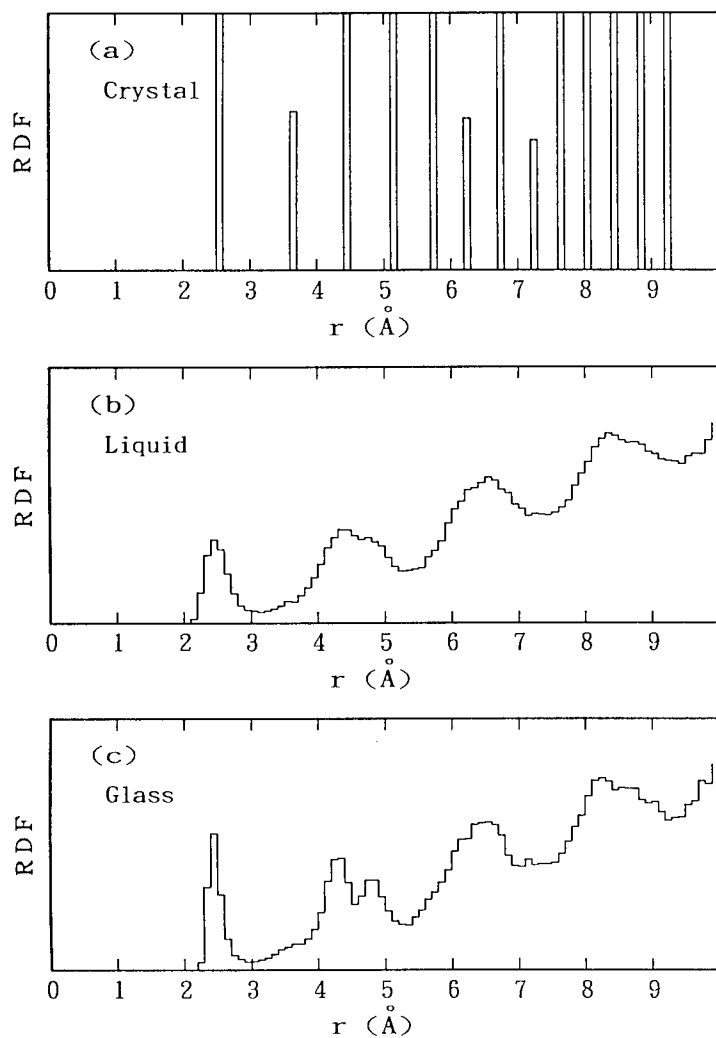 (a)
Crystal
RDF
0 1 2 3 4 5 6 7 8 9
r (Å)
(b)
Liquid
RDF
0 1 2 3 4 5 6 7 8 9
r (Å)
(c)
Glass
RDF
0 1 2 3 4 5 6 7 8 9
r (Å)